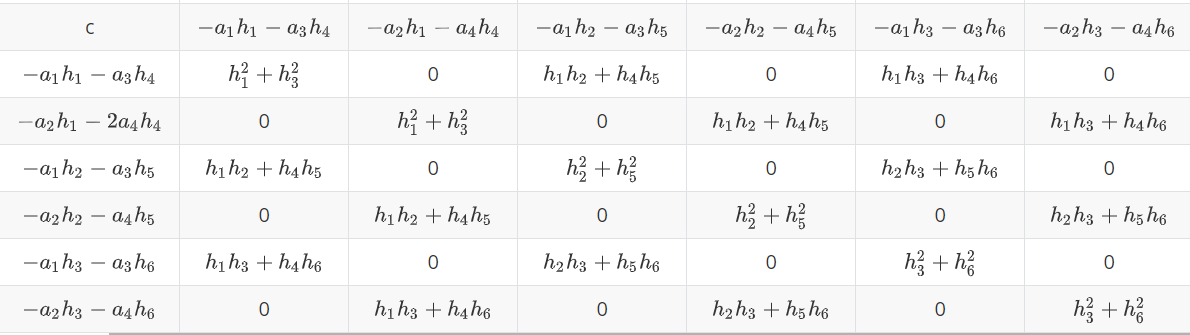 c $-a_1h_1 - a_3h_4$ $-a_2h_1 - a_4h_4$ $-a_1h_2 - a_3h_5$ $-a_2h_2 - a_4h_5$ $-a_1h_3 - a_3h_6$ $-a_2h_3 - a_4h_6$
$-a_1h_1 - a_3h_4$ $h_1^2 + h_3^2$ 0 $h_1h_2 + h_4h_5$ 0 $h_1h_3 + h_4h_6$ 0
$-a_2h_1 - 2a_4h_4$ 0 $h_1^2 + h_3^2$ 0 $h_1h_2 + h_4h_5$ 0 $h_1h_3 + h_4h_6$
$-a_1h_2 - a_3h_5$ $h_1h_2 + h_4h_5$ 0 $h_2^2 + h_5^2$ 0 $h_2h_3 + h_5h_6$ 0
$-a_2h_2 - a_4h_5$ 0 $h_1h_2 + h_4h_5$ 0 $h_2^2 + h_5^2$ 0 $h_2h_3 + h_5h_6$
$-a_1h_3 - a_3h_6$ $h_1h_3 + h_4h_6$ 0 $h_2h_3 + h_5h_6$ 0 $h_3^2 + h_6^2$ 0
$-a_2h_3 - a_4h_6$ 0 $h_1h_3 + h_4h_6$ 0 $h_2h_3 + h_5h_6$ 0 $h_3^2 + h_6^2$